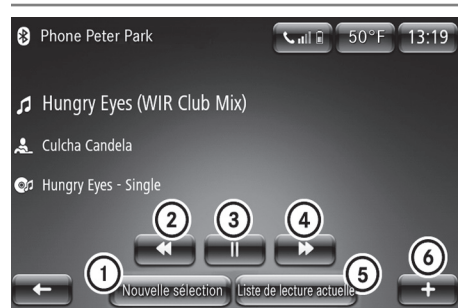 Phone Peter Park
50°F
13:19
Hungry Eyes (WIR Club Mix)
Culcha Candela
Hungry Eyes - Single
2
3
4
1
5
6
Nouvelle sélection
Liste de lecture actuelle